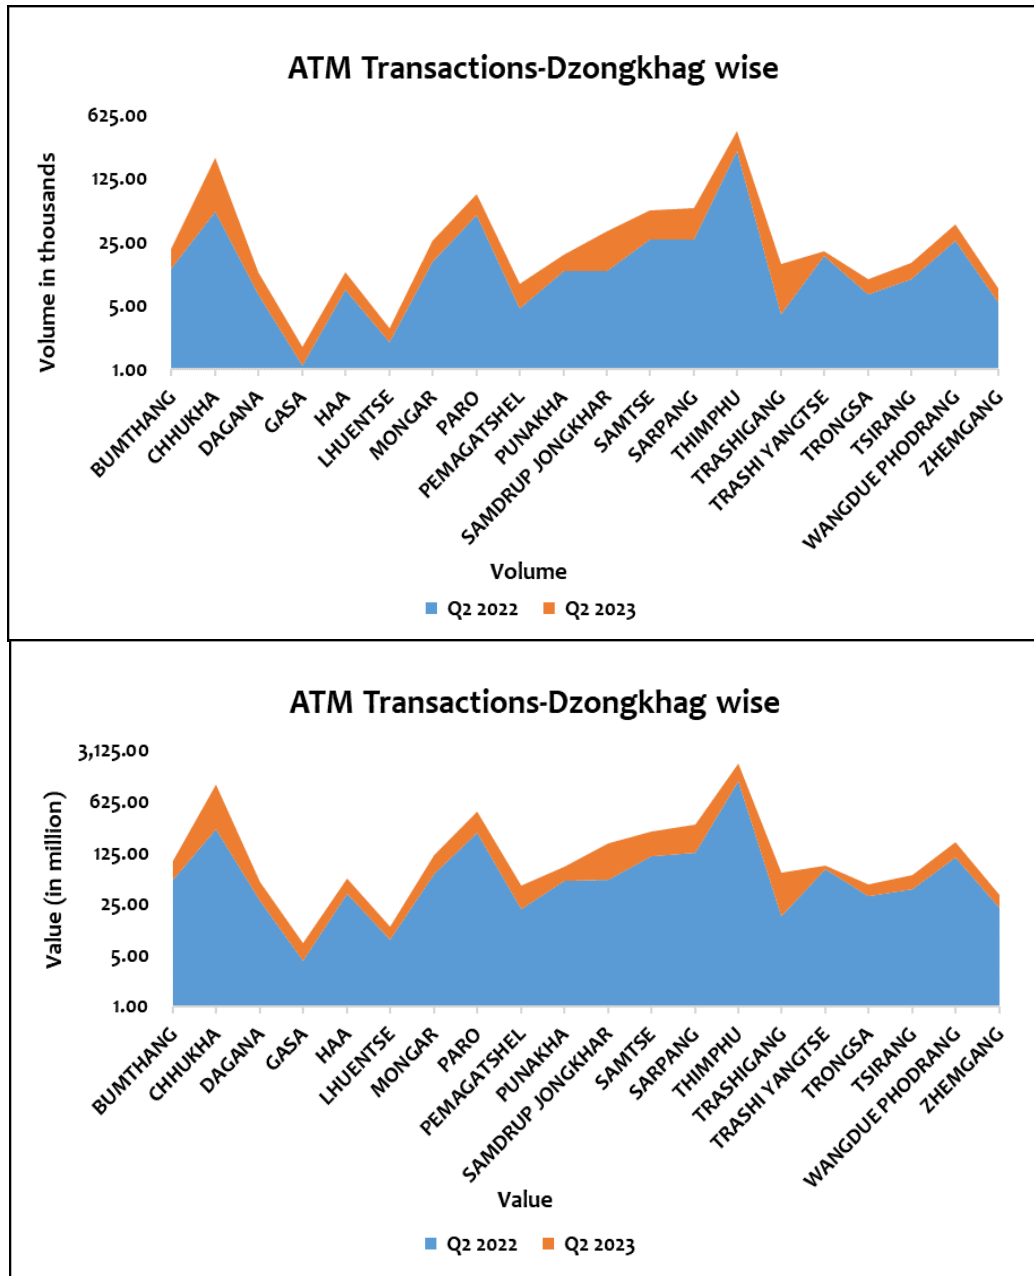 ATM Transactions-Dzongkhag wise
Volume in thousands
625.00
125.00
25.00
5.00
1.00
BUMTHANG
CHHUKHA
DAGANA
GASA
HAA
LHUENTSE
MONGAR
PARO
PEMAGATSHEL
PUNAKHA
SAMDRUP JONGKHAR
SAMTSE
SARPANG
THIMPHU
TRASHIGANG
TRASHI YANGTSE
TRONGSA
TSIRANG
WANGDUE PHODRANG
ZHEMGANG
Volume
Q2 2022 Q2 2023
ATM Transactions-Dzongkhag wise
Value (in million)
3,125.00
625.00
125.00
25.00
5.00
1.00
BUMTHANG
CHHUKHA
DAGANA
GASA
HAA
LHUENTSE
MONGAR
PARO
PEMAGATSHEL
PUNAKHA
SAMDRUP JONGKHAR
SAMTSE
SARPANG
THIMPHU
TRASHIGANG
TRASHI YANGTSE
TRONGSA
TSIRANG
WANGDUE PHODRANG
ZHEMGANG
Value
Q2 2022 Q2 2023